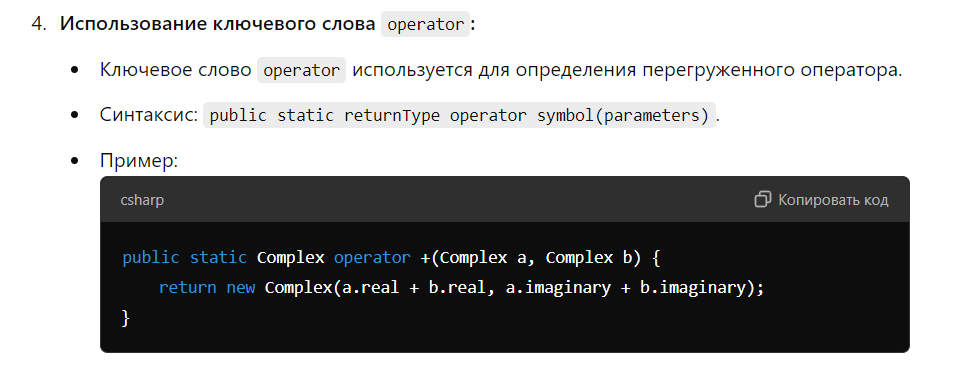 4. Использование ключевого слова operator:
• Ключевое слово operator используется для определения перегруженного оператора.
• Синтаксис: public static returnType operator symbol(parameters).
• Пример:
csharp Копировать код
public static Complex operator +(Complex a, Complex b) {
    return new Complex(a.real + b.real, a.imaginary + b.imaginary);
}